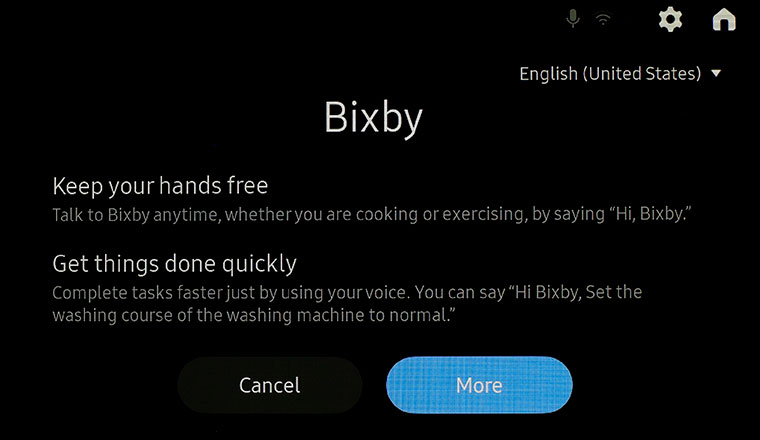 English (United States)
Bixby
Keep your hands free
Talk to Bixby anytime, whether you are cooking or exercising, by saying “Hi, Bixby.”
Get things done quickly
Complete tasks faster just by using your voice. You can say “Hi Bixby, Set the
washing course of the washing machine to normal.”
Cancel
More